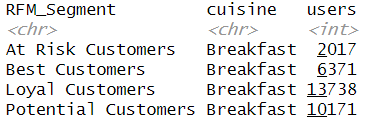 RFM_Segment cuisine users
<chr> <chr> <int>
At Risk Customers Breakfast 2017
Best Customers Breakfast 6371
Loyal Customers Breakfast 13738
Potential Customers Breakfast 10171